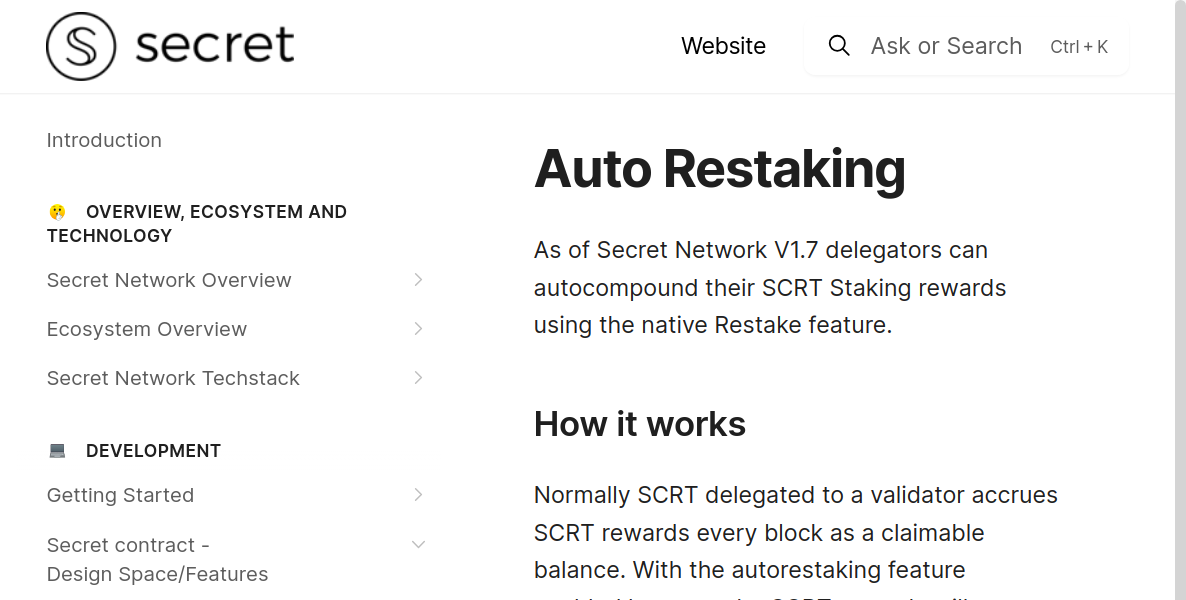 secret
Website
Ask or Search Ctrl + K
Introduction
OVERVIEW, ECOSYSTEM AND
TECHNOLOGY
Secret Network Overview
Ecosystem Overview
Secret Network Techstack
DEVELOPMENT
Getting Started
Secret contract -
Design Space/Features
Auto Restaking
As of Secret Network V1.7 delegators can
autocompound their SCRT Staking rewards
using the native Restake feature.
How it works
Normally SCRT delegated to a validator accrues
SCRT rewards every block as a claimable
balance. With the autorestaking feature